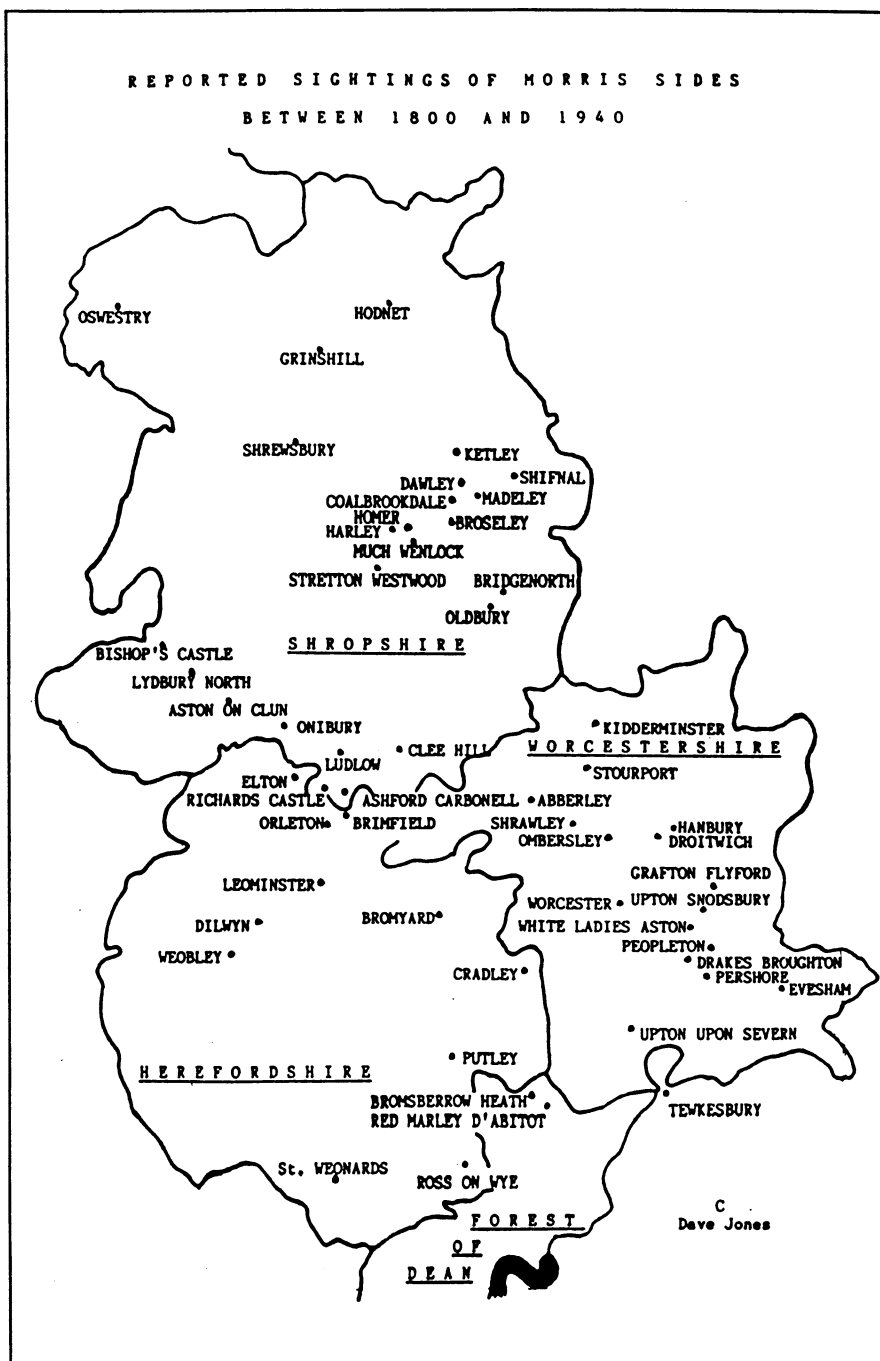 REPORTED SIGHTINGS OF MORRIS SIDES
BETWEEN 1800 AND 1940
OSWESTRY
HODNET
GRINSHILL
SHREWSBURY
KETLEY
SHIFNAL
DAWLEY
MADELEY
COALBROOKDALE
HOMER
BROSELEY
HARLEY
MUCH WENLOCK
STRETTON WESTWOOD
BRIDGENORTH
OLDBURY
SHROPSHIRE
BISHOP'S CASTLE
LYDBURY NORTH
ASTON ON CLUN
ONIBURY
KIDDERMINSTER
CLEE HILL
WORCESTERSHIRE
LUDLOW
STOURPORT
ELTON
RICHARDS CASTLE
ASHFORD CARBONELL
ABBERLEY
ORLETON
BRIMFIELD
SHRAWLEY
HANBURY
OMBERSLEY
DROITWICH
GRAFTON FLYFORD
LEOMINSTER
WORCESTER
UPTON SNODSBURY
DILWYN
BROMYARD
WHITE LADIES ASTON
PEOPLETON
WEOBLEY
DRAKES BROUGHTON
CRADLEY
PERSHORE
EVESHAM
UPTON UPON SEVERN
PUTLEY
HEREFORDSHIRE
BROMSBERROW HEATH
TEWKESBURY
RED MARLEY D'ABITOT
St. WEONARDS
ROSS ON WYE
C
FOREST
Dave Jones
OF
DEAN